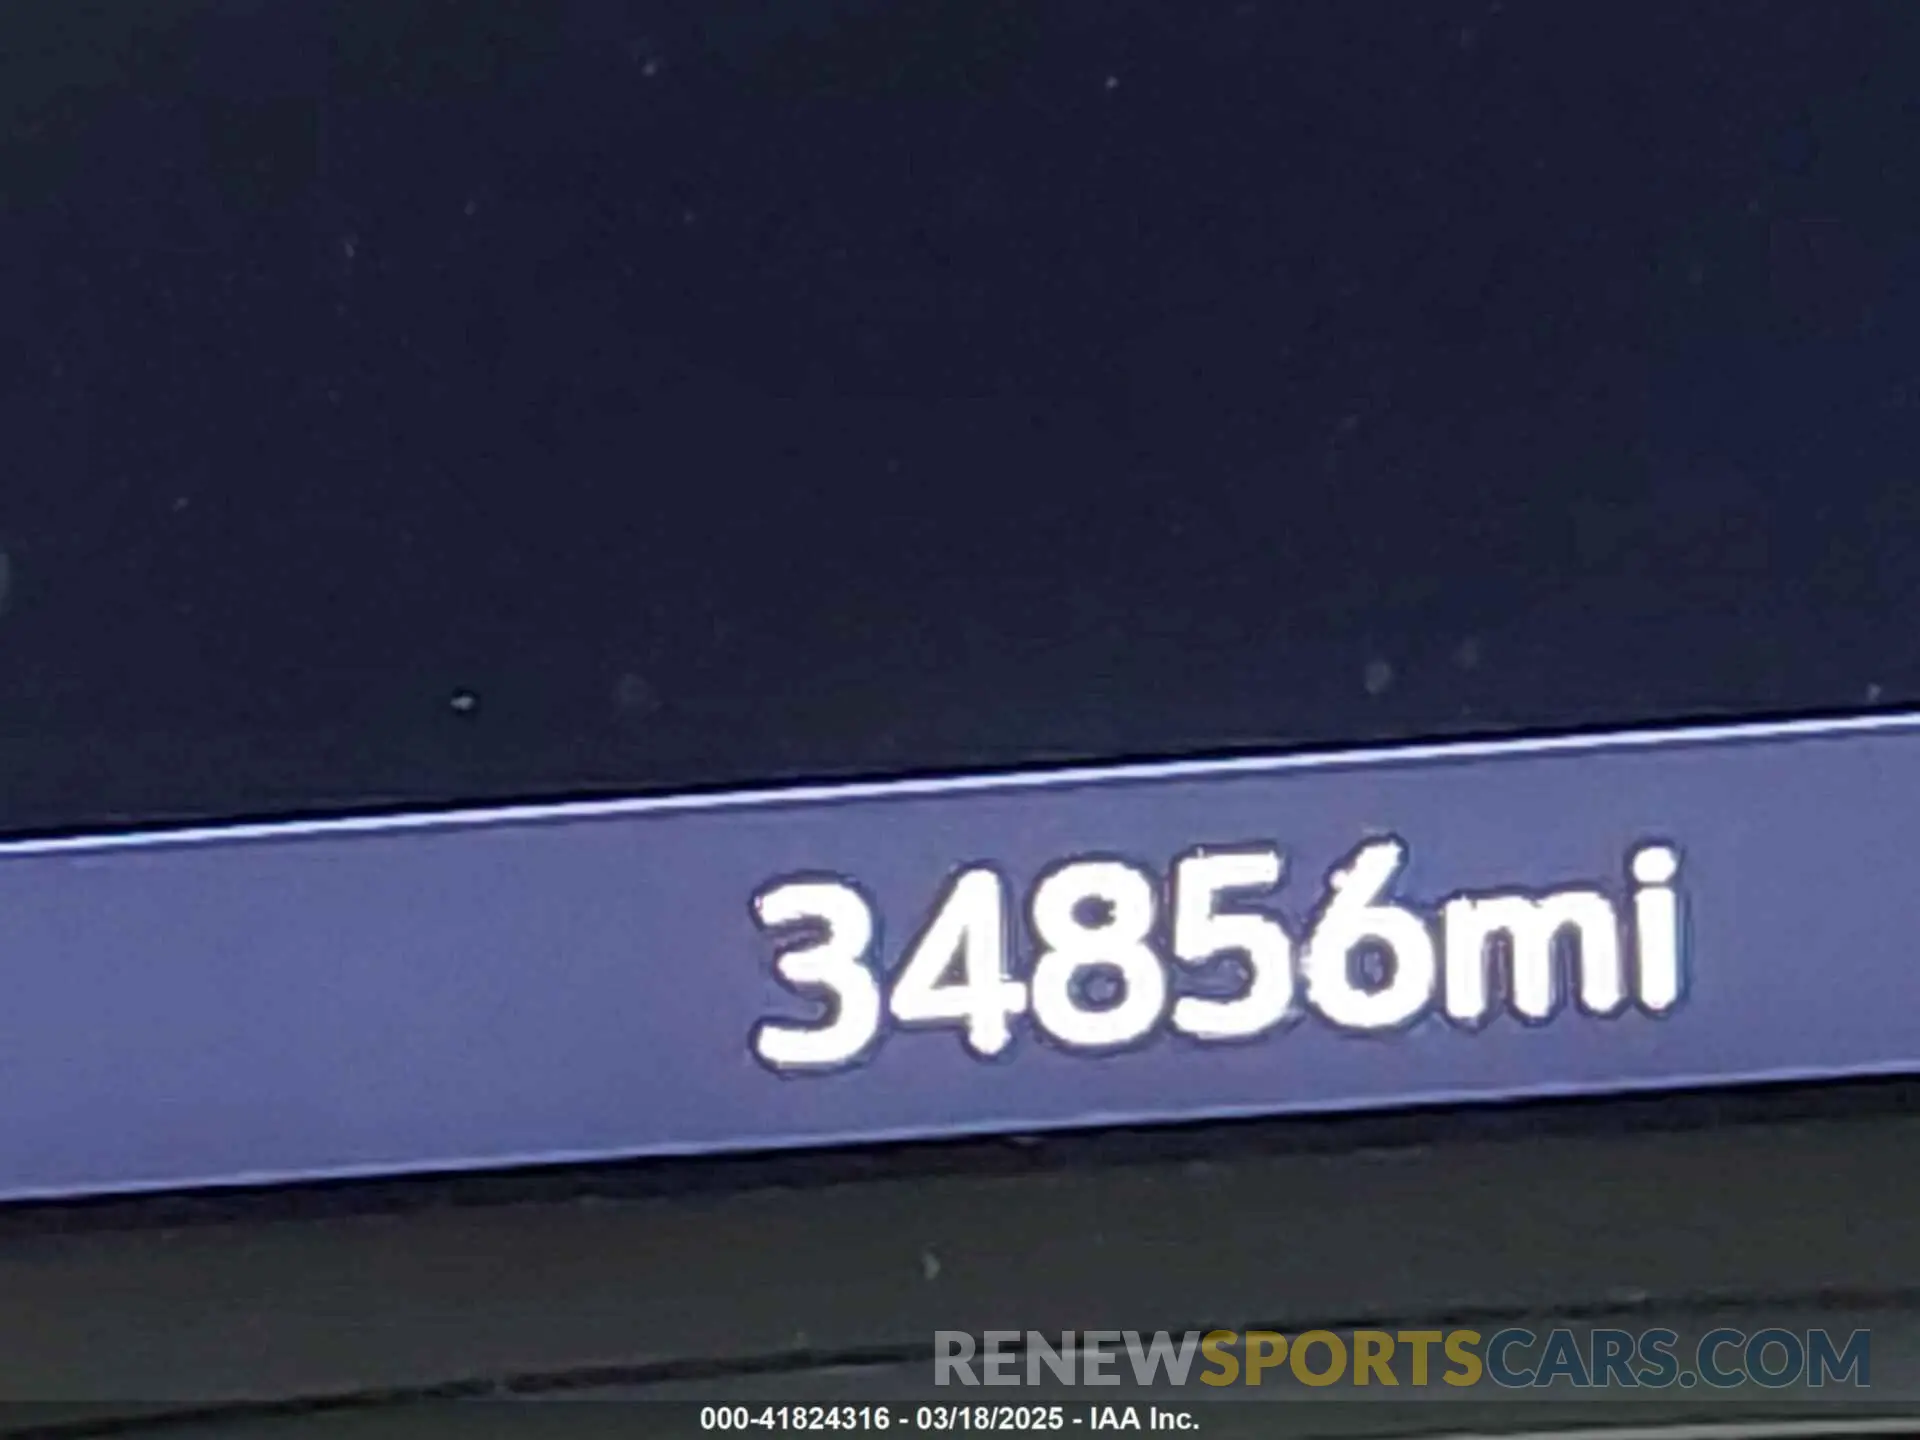 34856mi
RENEWSPORTSCARS.COM
000-41824316 - 03/18/2025 - IAA Inc.